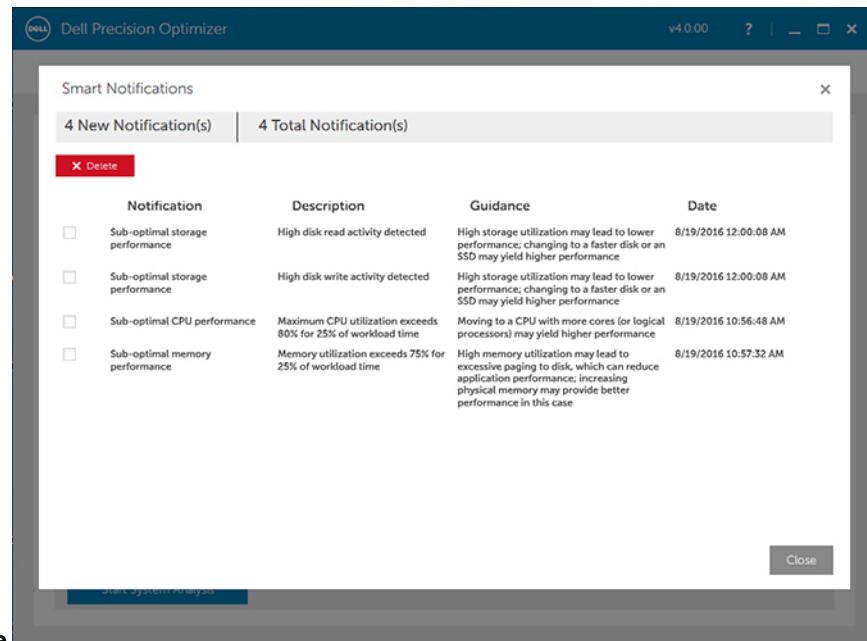 DELL
Dell Precision Optimizer
v4.0.00
?
Smart Notifications
4 New Notification(s)
4 Total Notification(s)
Delete
Notification Description Guidance Date
Sub-optimal storage
performance
High disk read activity detected
High storage utilization may lead to lower
performance; changing to a faster disk or an
SSD may yield higher performance
8/19/2016 12:00:08 AM
Sub-optimal storage
performance
High disk write activity detected
High storage utilization may lead to lower
performance; changing to a faster disk or an
SSD may yield higher performance
8/19/2016 12:00:08 AM
Sub-optimal CPU performance
Maximum CPU utilization exceeds
80% for 25% of workload time
Moving to a CPU with more cores (or logical
processors) may yield higher performance
8/19/2016 10:56:48 AM
Sub-optimal memory
performance
Memory utilization exceeds 75% for
25% of workload time
High memory utilization may lead to
excessive paging to disk, which can reduce
application performance; increasing
physical memory may provide better
performance in this case
8/19/2016 10:57:32 AM
Close
Start System Analysis